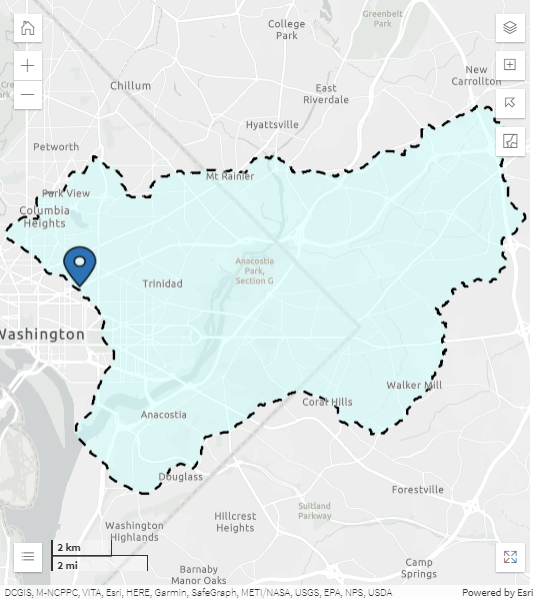 College
Park
Greenbelt
Park
New
Carrollton
Chillum
East
Riverdale
Hyattsville
Petworth
Mt Rainier
Park View
Columbia
Heights
Anacostia
Park,
Section G
Trinidad
Washington
Walker Mill
Coral Hills
Anacostia
Douglass
Forestville
Suitland
Parkway
Hillcrest
Heights
Washington
Highlands
2 km
2 mi
Camp
Springs
Barnaby
Manor Oaks
DCGIS, M-NCPPC, VITA, Esri, HERE, Garmin, SafeGraph, METI/NASA, USGS, EPA, NPS, USDA
Powered by Esri